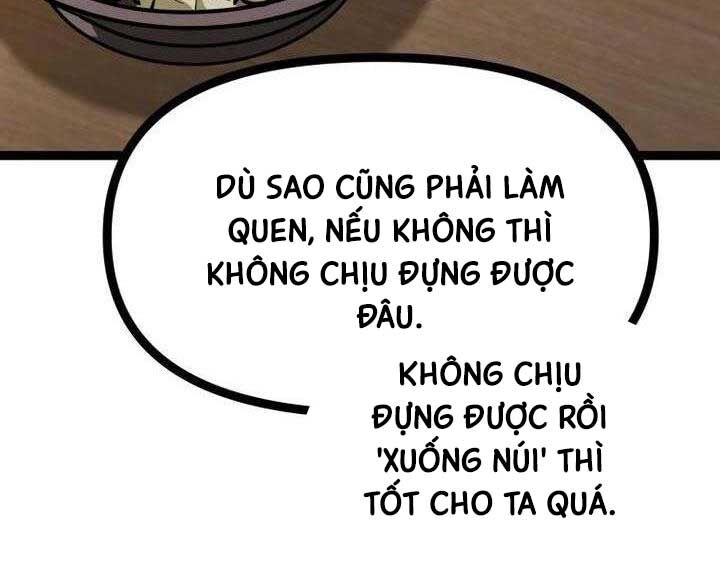 DÙ SAO CŨNG PHẢI LÀM
QUEN, NẾU KHÔNG THÌ
KHÔNG CHỊU ĐỰNG ĐƯỢC
ĐÂU.
KHÔNG CHỊU
ĐỰNG ĐƯỢC RỒI
'XUỐNG NÚI' THÌ
TỐT CHO TA QUÁ.